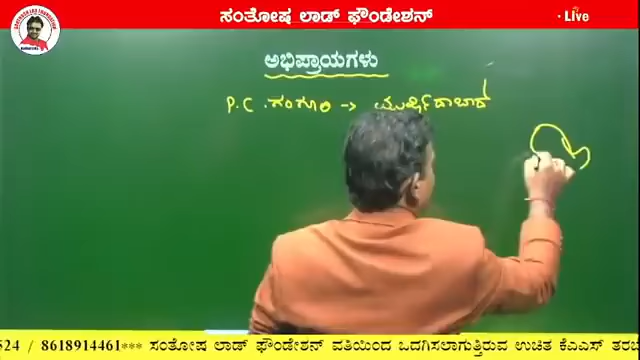 ಸಂತೋಷ ಲಾಡ್ ಫೌಂಡೇಶನ್
Live
ಅಭಿಪ್ರಾಯಗಳು
P.C. ಗಂಗೂಲಿ → ಮುರ್ಷಿದಾಬಾದ್
524 / 8618914461*** ಸಂತೋಷ ಲಾಡ್ ಫೌಂಡೇಶನ್ ವತಿಯಿಂದ ಒದಗಿಸಲಾಗುತ್ತಿರುವ ಉಚಿತ ಕೆಎಎಸ್ ತರಬ